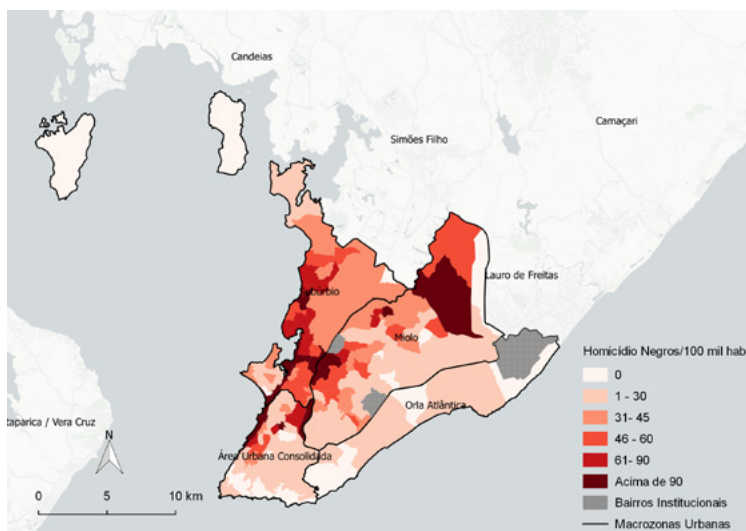 Candeias
Camaçari
Simões Filho
Lauro de Freitas
Miolo
Orla Atlântica
taparica / Vera Cruz
Área Urbana Consolidada
N
0 5 10 km
Homicídio Negros/100 mil hab
0
1 - 30
31- 45
46 - 60
61- 90
Acima de 90
Bairros Institucionais
Macrozonas Urbanas